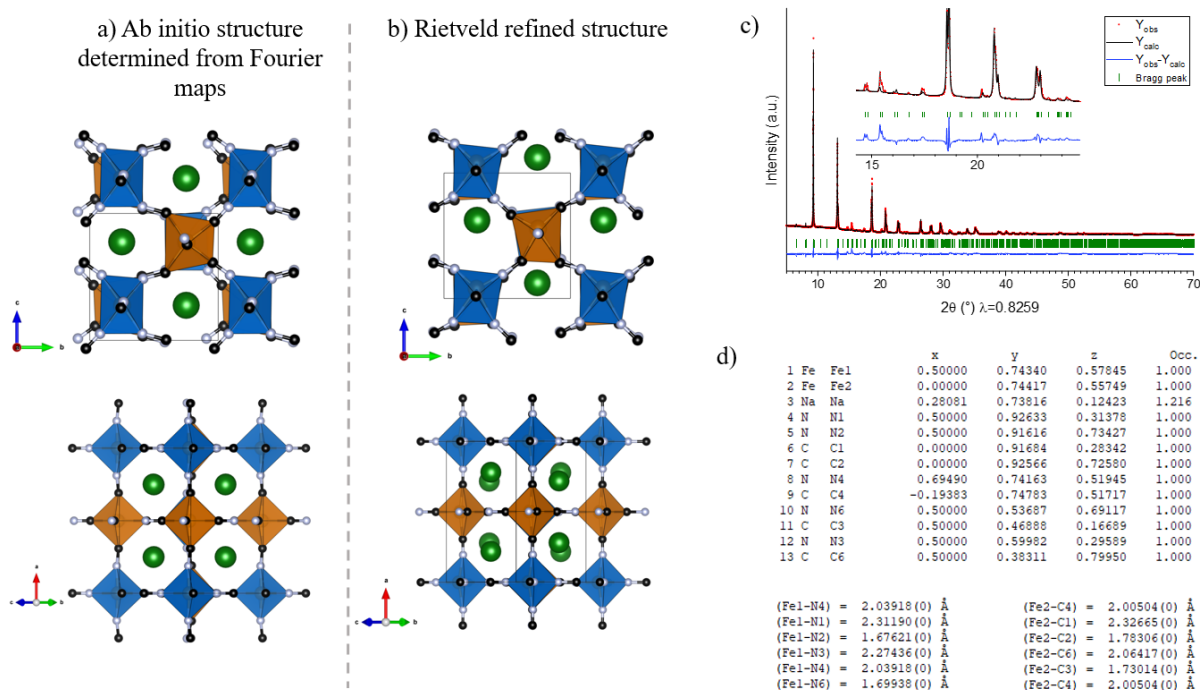 a) Ab initio structure
determined from Fourier
maps
b) Rietveld refined structure
c)
Y_obs
Y_calc
Y_obs-Y_calc
Bragg peak
15 20
Intensity (a.u.)
10 20 30 40 50 60 70
2θ (°) λ=0.8259
c
b
c
b
a
c
b
a
c
b
d)
x y z Occ.
1 Fe Fe1 0.50000 0.74340 0.57845 1.000
2 Fe Fe2 0.00000 0.74417 0.55749 1.000
3 Na Na 0.28081 0.73816 0.12423 1.216
4 N N1 0.50000 0.92633 0.31378 1.000
5 N N2 0.50000 0.91616 0.73427 1.000
6 C C1 0.00000 0.91684 0.28342 1.000
7 C C2 0.00000 0.92566 0.72580 1.000
8 N N4 0.69490 0.74163 0.51945 1.000
9 C C4 -0.19383 0.74783 0.51717 1.000
10 N N6 0.50000 0.53687 0.69117 1.000
11 C C3 0.50000 0.46888 0.16689 1.000
12 N N3 0.50000 0.59982 0.29589 1.000
13 C C6 0.50000 0.38311 0.79950 1.000
(Fe1-N4) = 2.03918(0) Å (Fe2-C4) = 2.00504(0) Å
(Fe1-N1) = 2.31190(0) Å (Fe2-C1) = 2.32665(0) Å
(Fe1-N2) = 1.67621(0) Å (Fe2-C2) = 1.78306(0) Å
(Fe1-N3) = 2.27436(0) Å (Fe2-C6) = 2.06417(0) Å
(Fe1-N4) = 2.03918(0) Å (Fe2-C3) = 1.73014(0) Å
(Fe1-N6) = 1.69938(0) Å (Fe2-C4) = 2.00504(0) Å